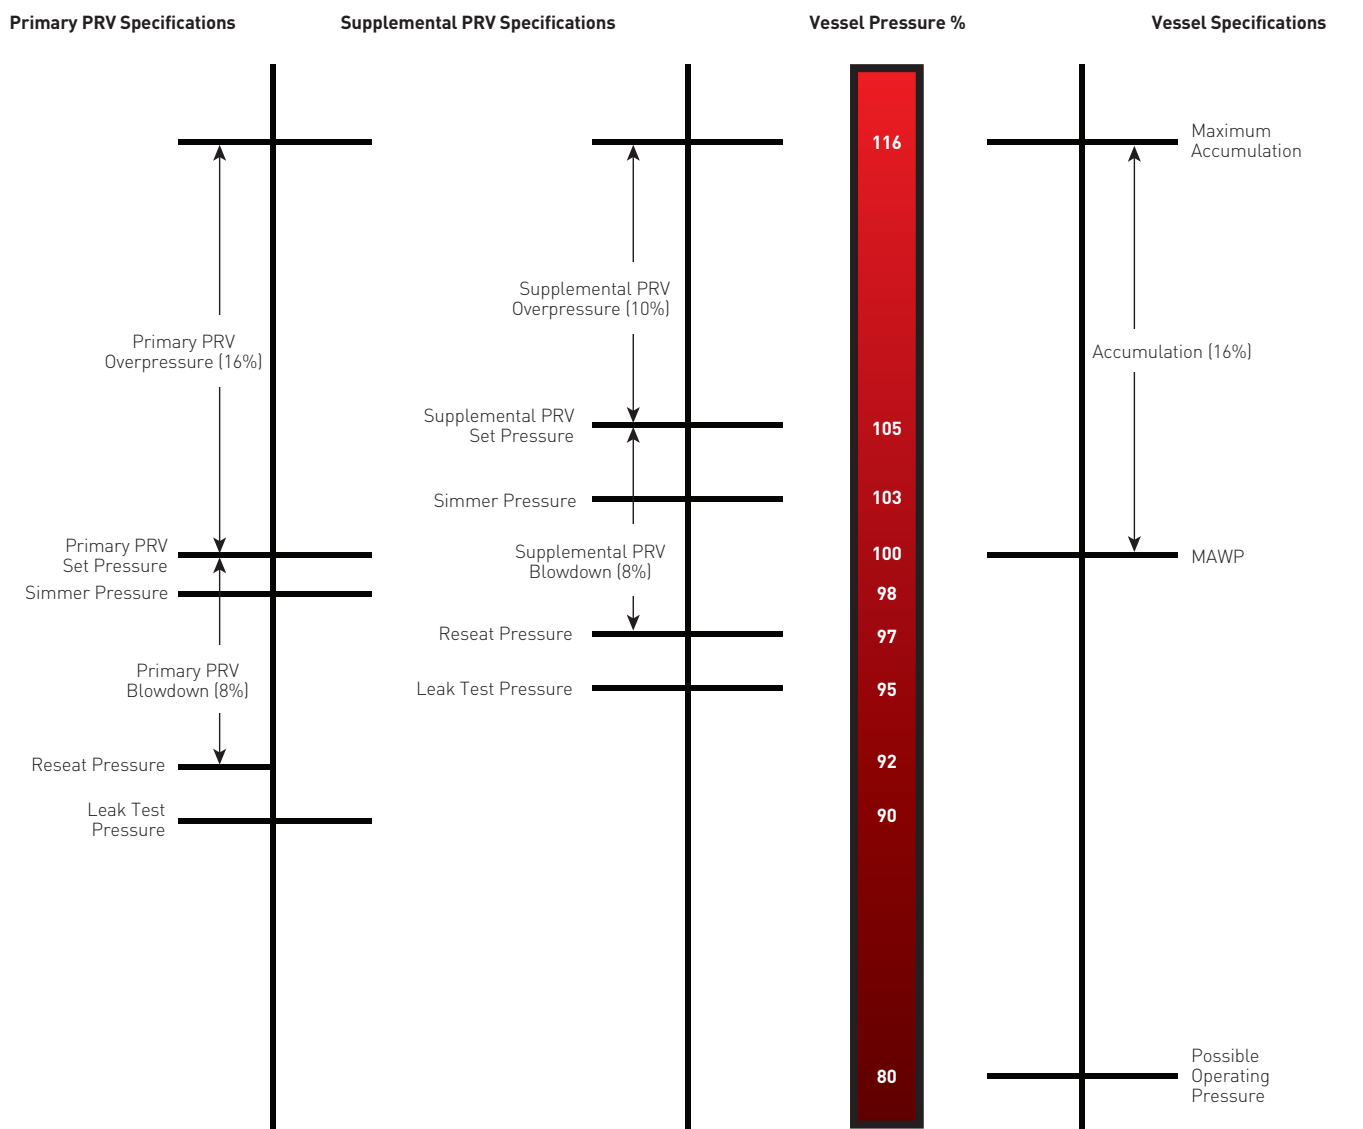 Primary PRV Specifications
Supplemental PRV Specifications
Vessel Pressure %
Vessel Specifications
Primary PRV
Overpressure (16%)
Primary PRV
Set Pressure
Simmer Pressure
Primary PRV
Blowdown (8%)
Reseat Pressure
Leak Test
Pressure
Supplemental PRV
Overpressure (10%)
Supplemental PRV
Set Pressure
Simmer Pressure
Supplemental PRV
Blowdown (8%)
Reseat Pressure
Leak Test Pressure
116
105
103
100
98
97
95
92
90
80
Maximum
Accumulation
Accumulation (16%)
MAWP
Possible
Operating
Pressure